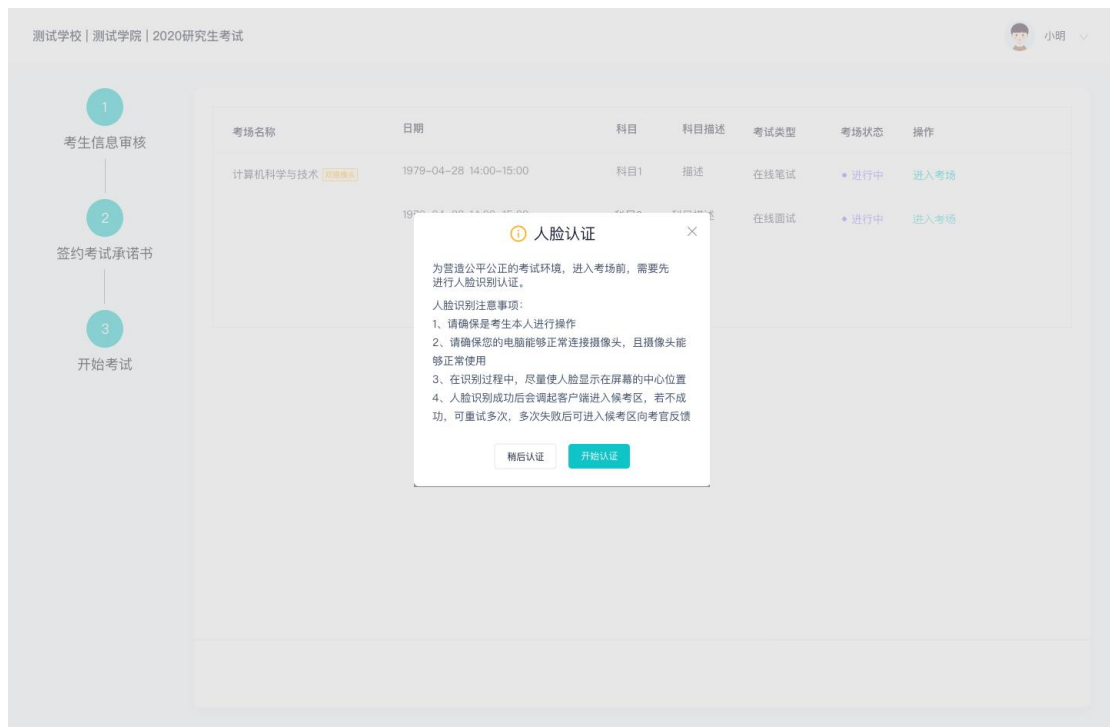 测试学校 | 测试学院 | 2020研究生考试
小明
1
考生信息审核
2
签约考试承诺书
3
开始考试
考场名称 日期 科目 科目描述 考试类型 考场状态 操作
计算机科学与技术 双摄像头 1979-04-28 14:00-15:00 科目1 描述 在线笔试 进行中 进入考场
在线面试 进行中 进入考场
人脸认证
为营造公平公正的考试环境，进入考场前，需要先
进行人脸识别认证。
人脸识别注意事项：
1、请确保是考生本人进行操作
2、请确保您的电脑能够正常连接摄像头，且摄像头能
够正常使用
3、在识别过程中，尽量使人脸显示在屏幕的中心位置
4、人脸识别成功后会调起客户端进入候考区，若不成
功，可重试多次，多次失败后可进入候考区向考官反馈
稍后认证 开始认证